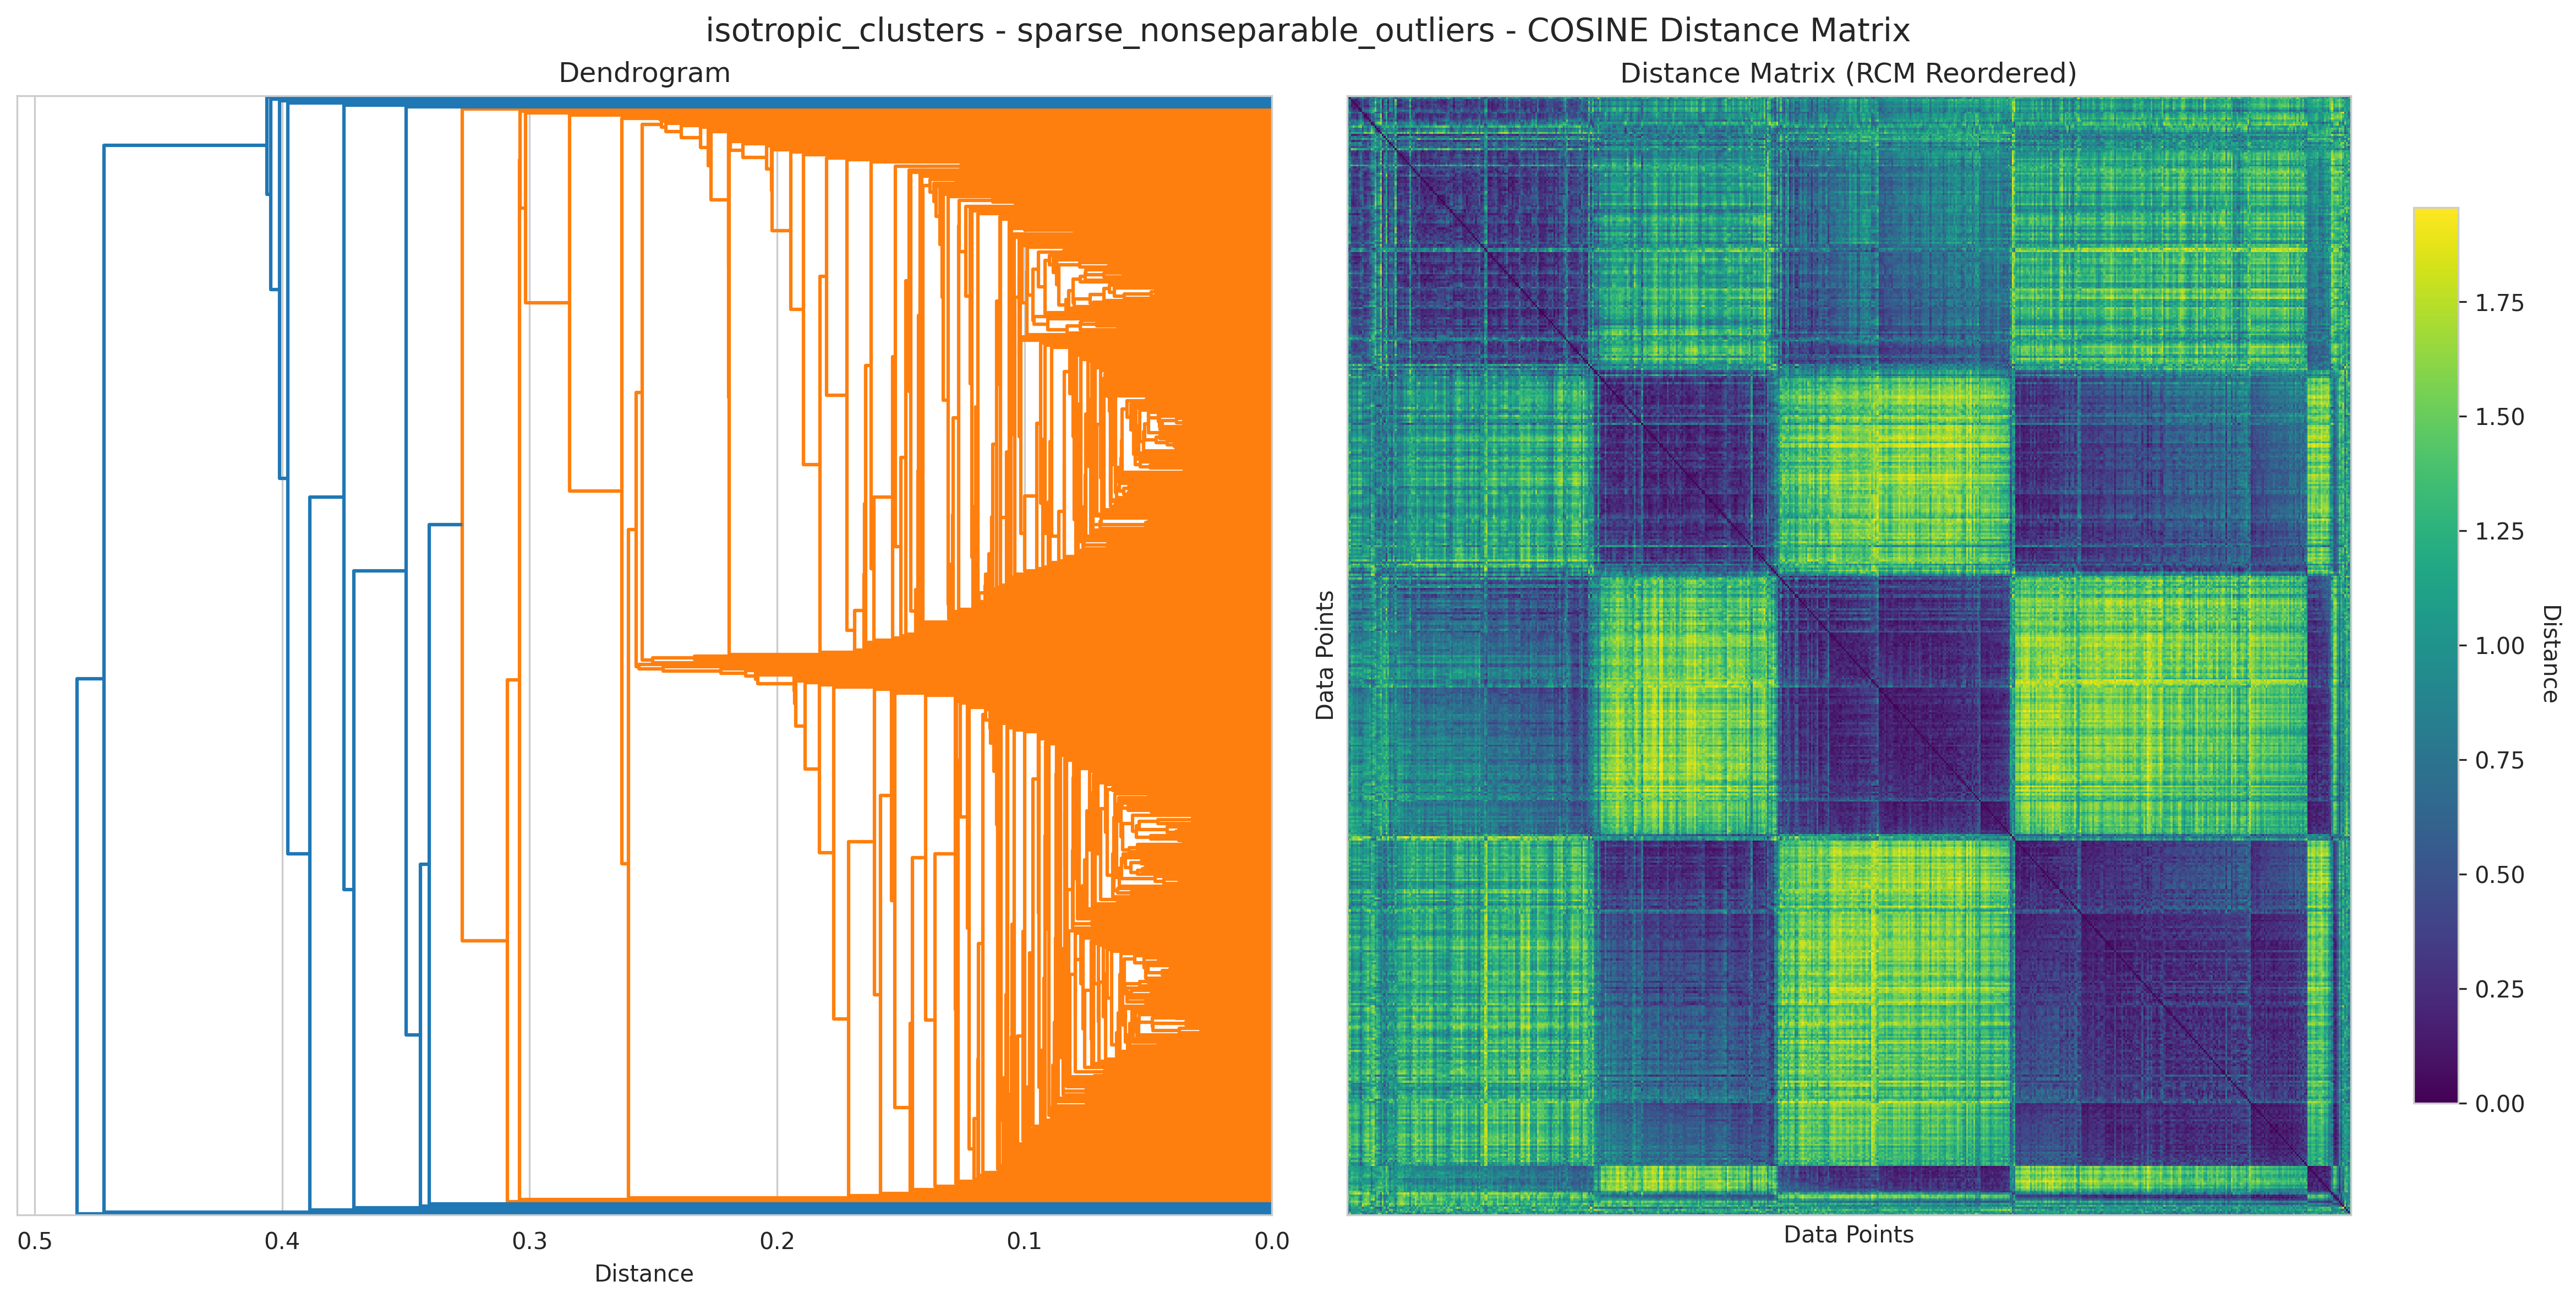 isotropic_clusters - sparse_nonseparable_outliers - COSINE Distance Matrix
Dendrogram
0.5 0.4 0.3 0.2 0.1 0.0
Distance
Distance Matrix (RCM Reordered)
Data Points
Data Points
1.75
1.50
1.25
1.00
0.75
0.50
0.25
0.00
Distance